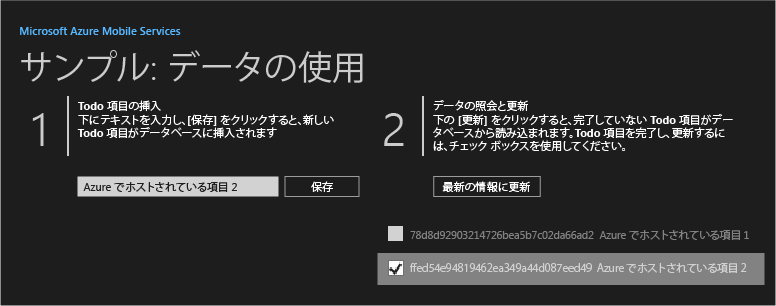 Microsoft Azure Mobile Services
サンプル: データの使用
1
Todo 項目の挿入
下にテキストを入力し、[保存] をクリックすると、新しい
Todo 項目がデータベースに挿入されます
Azure でホストされている項目 2
保存
2
データの照会と更新
下の [更新] をクリックすると、完了していない Todo 項目がデー
タベースから読み込まれます。Todo 項目を完了し、更新するに
は、チェック ボックスを使用してください。
最新の情報に更新
78d8d92903214726bea5b7c02da66ad2 Azure でホストされている項目 1
ffed54e94819462ea349a44d087eed49 Azure でホストされている項目 2